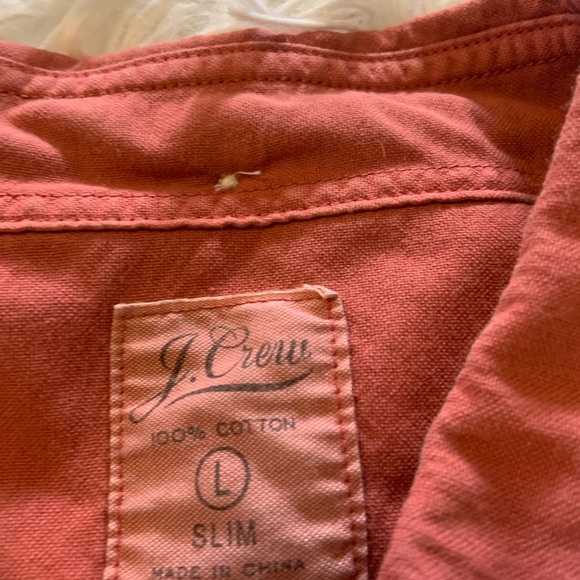 J. Crew
100% COTTON
L
SLIM
MADE IN CHINA